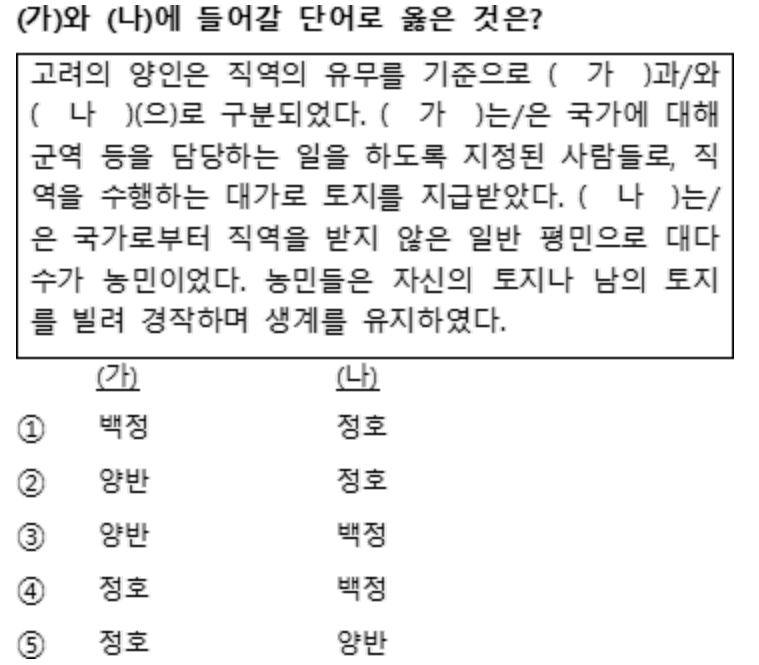 (가)와 (나)에 들어갈 단어로 옳은 것은?
고려의 양인은 직역의 유무를 기준으로 ( 가 )과/와
( 나 )(으)로 구분되었다. ( 가 )는/은 국가에 대해
군역 등을 담당하는 일을 하도록 지정된 사람들로, 직
역을 수행하는 대가로 토지를 지급받았다. ( 나 )는/
은 국가로부터 직역을 받지 않은 일반 평민으로 대다
수가 농민이었다. 농민들은 자신의 토지나 남의 토지
를 빌려 경작하며 생계를 유지하였다.
(가) (나)
① 백정 정호
② 양반 정호
③ 양반 백정
④ 정호 백정
⑤ 정호 양반